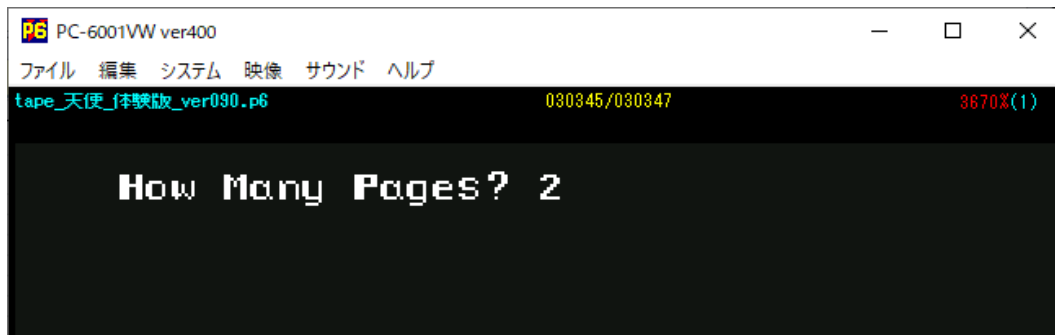 P6 PC-6001VW ver400
ファイル 編集 システム 映像 サウンド ヘルプ
tape_天使_体験版_ver090.p6 030345/030347 3670%(1)
How Many Pages? 2